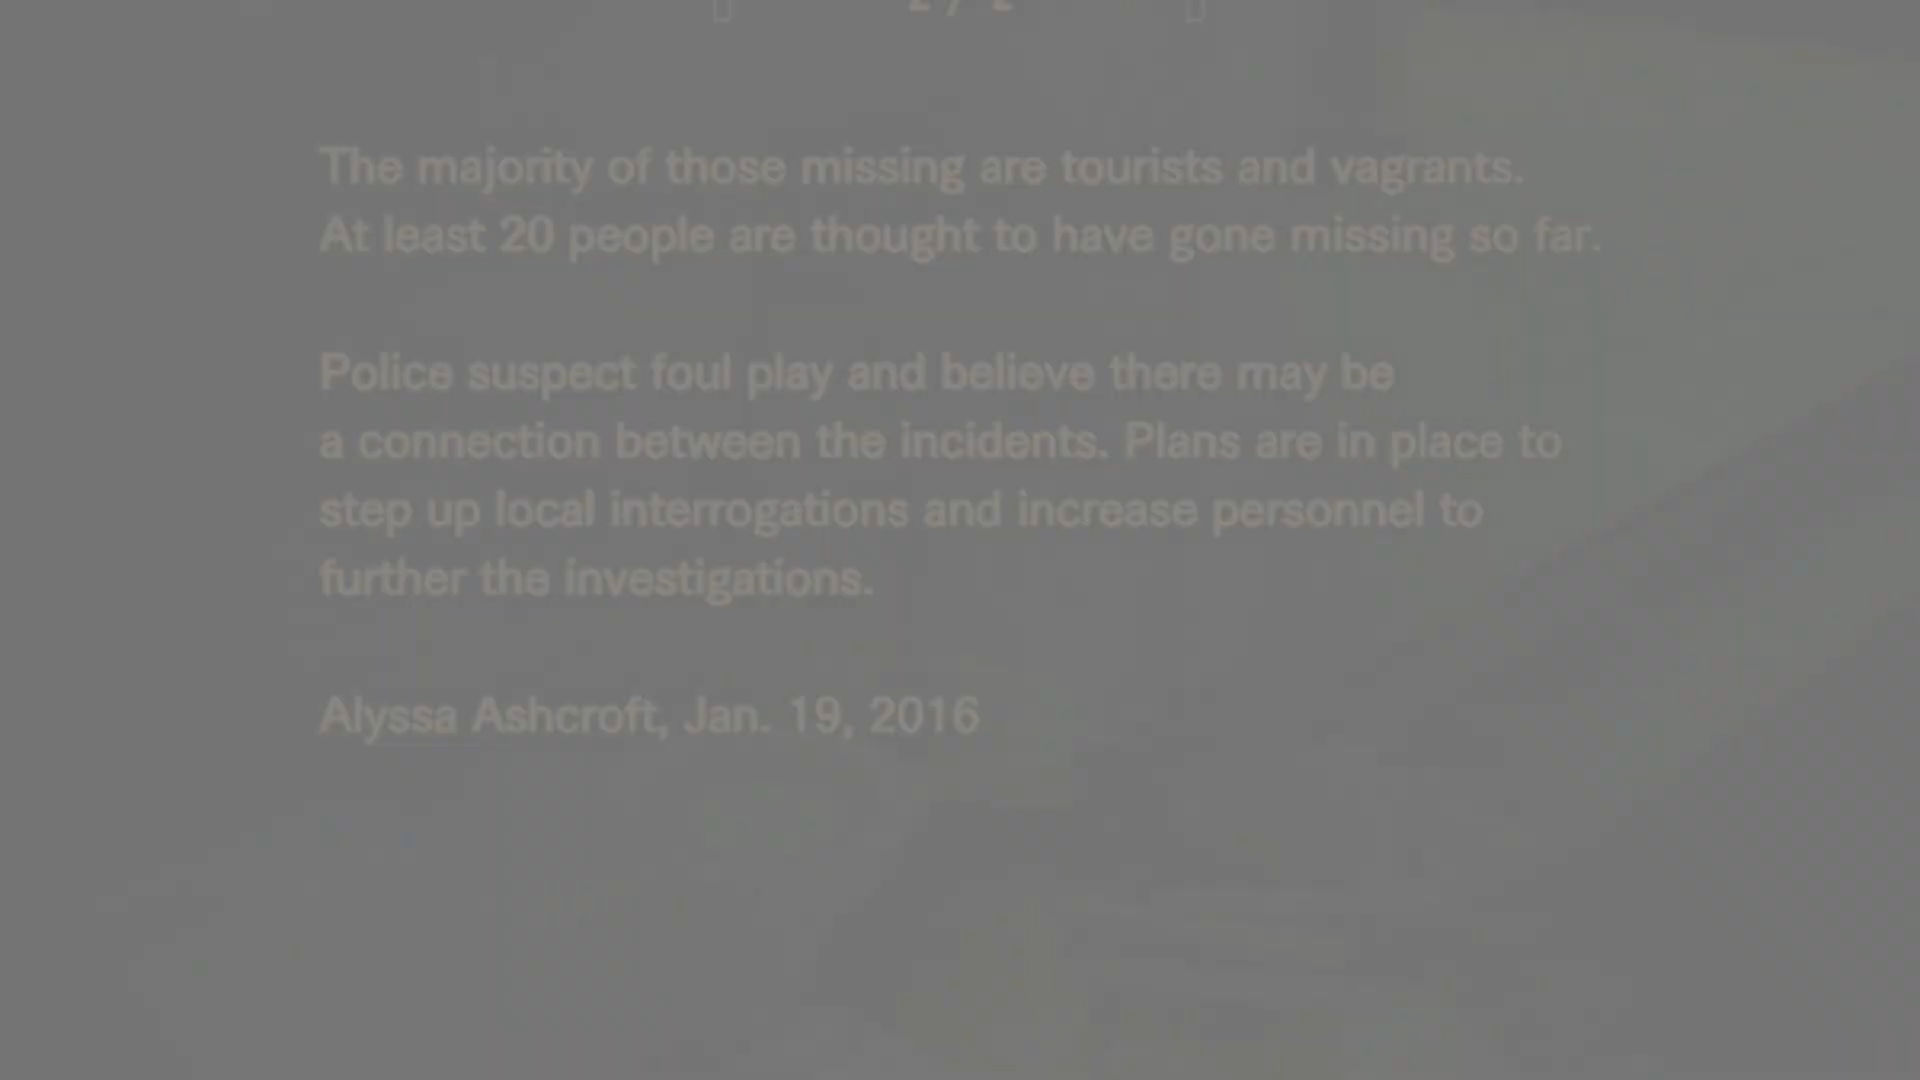 2 / 2
The majority of those missing are tourists and vagrants.
At least 20 people are thought to have gone missing so far.
Police suspect foul play and believe there may be
a connection between the incidents. Plans are in place to
step up local interrogations and increase personnel to
further the investigations.
Alyssa Ashcroft, Jan. 19, 2016